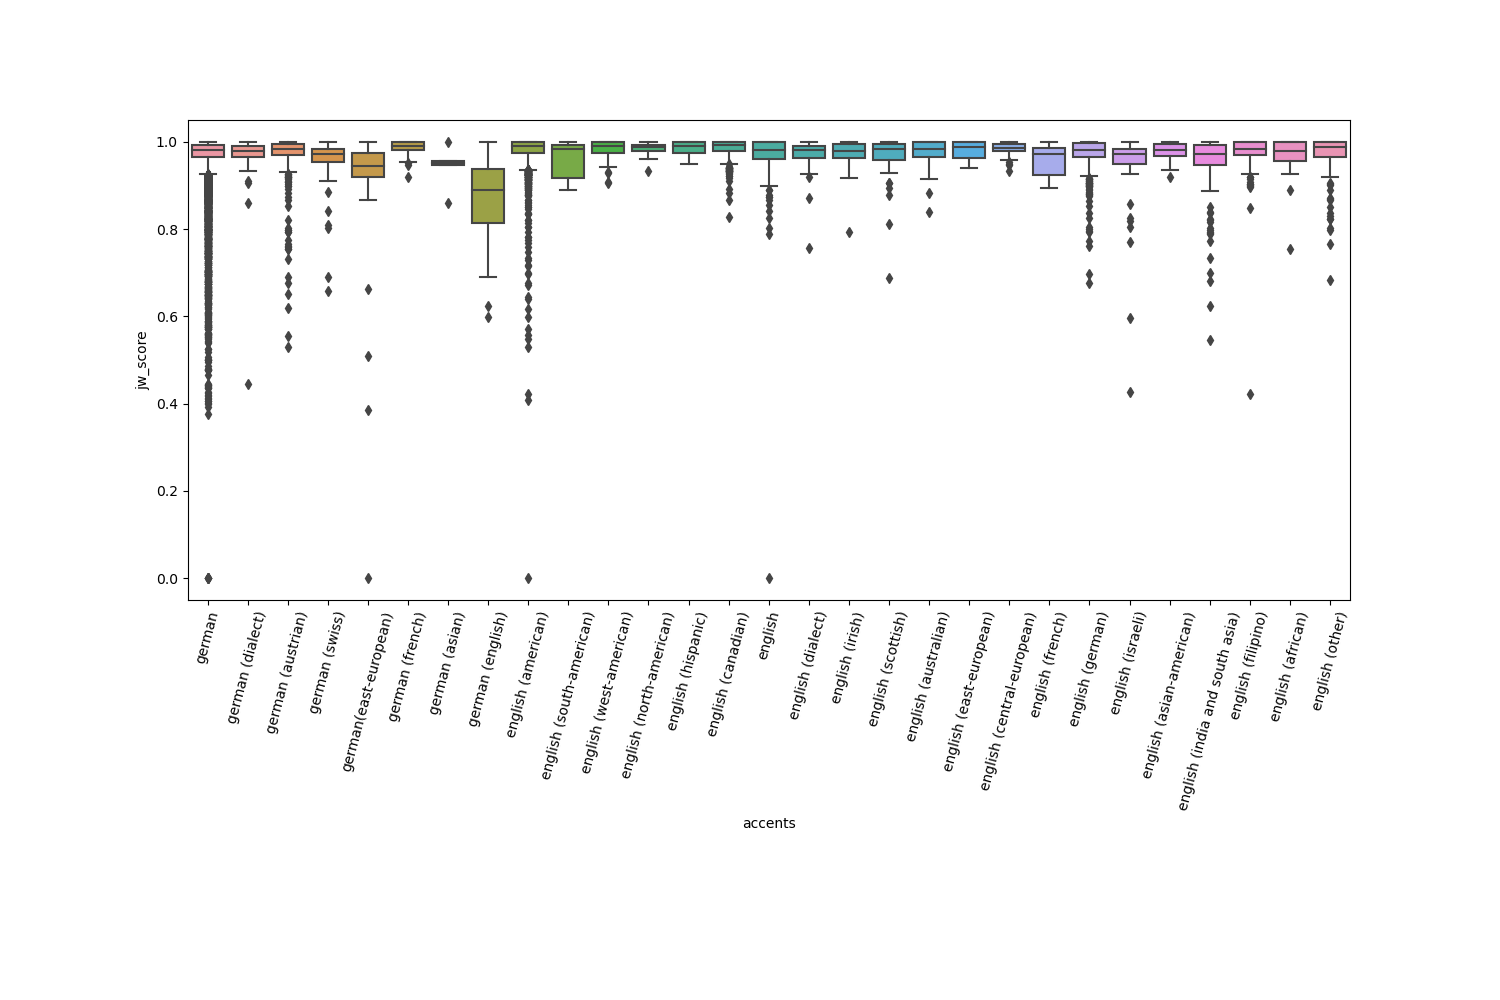 1.0
0.8
0.6
0.4
0.2
0.0
jw_score
german
german (dialect)
german (austrian)
german (swiss)
german(east-european)
german (french)
german (asian)
german (english)
english (american)
english (south-american)
english (west-american)
english (north-american)
english (hispanic)
english (canadian)
english
english (dialect)
english (irish)
english (scottish)
english (australian)
english (east-european)
english (central-european)
english (french)
english (german)
english (israeli)
english (asian-american)
english (india and south asia)
english (filipino)
english (african)
english (other)
accents